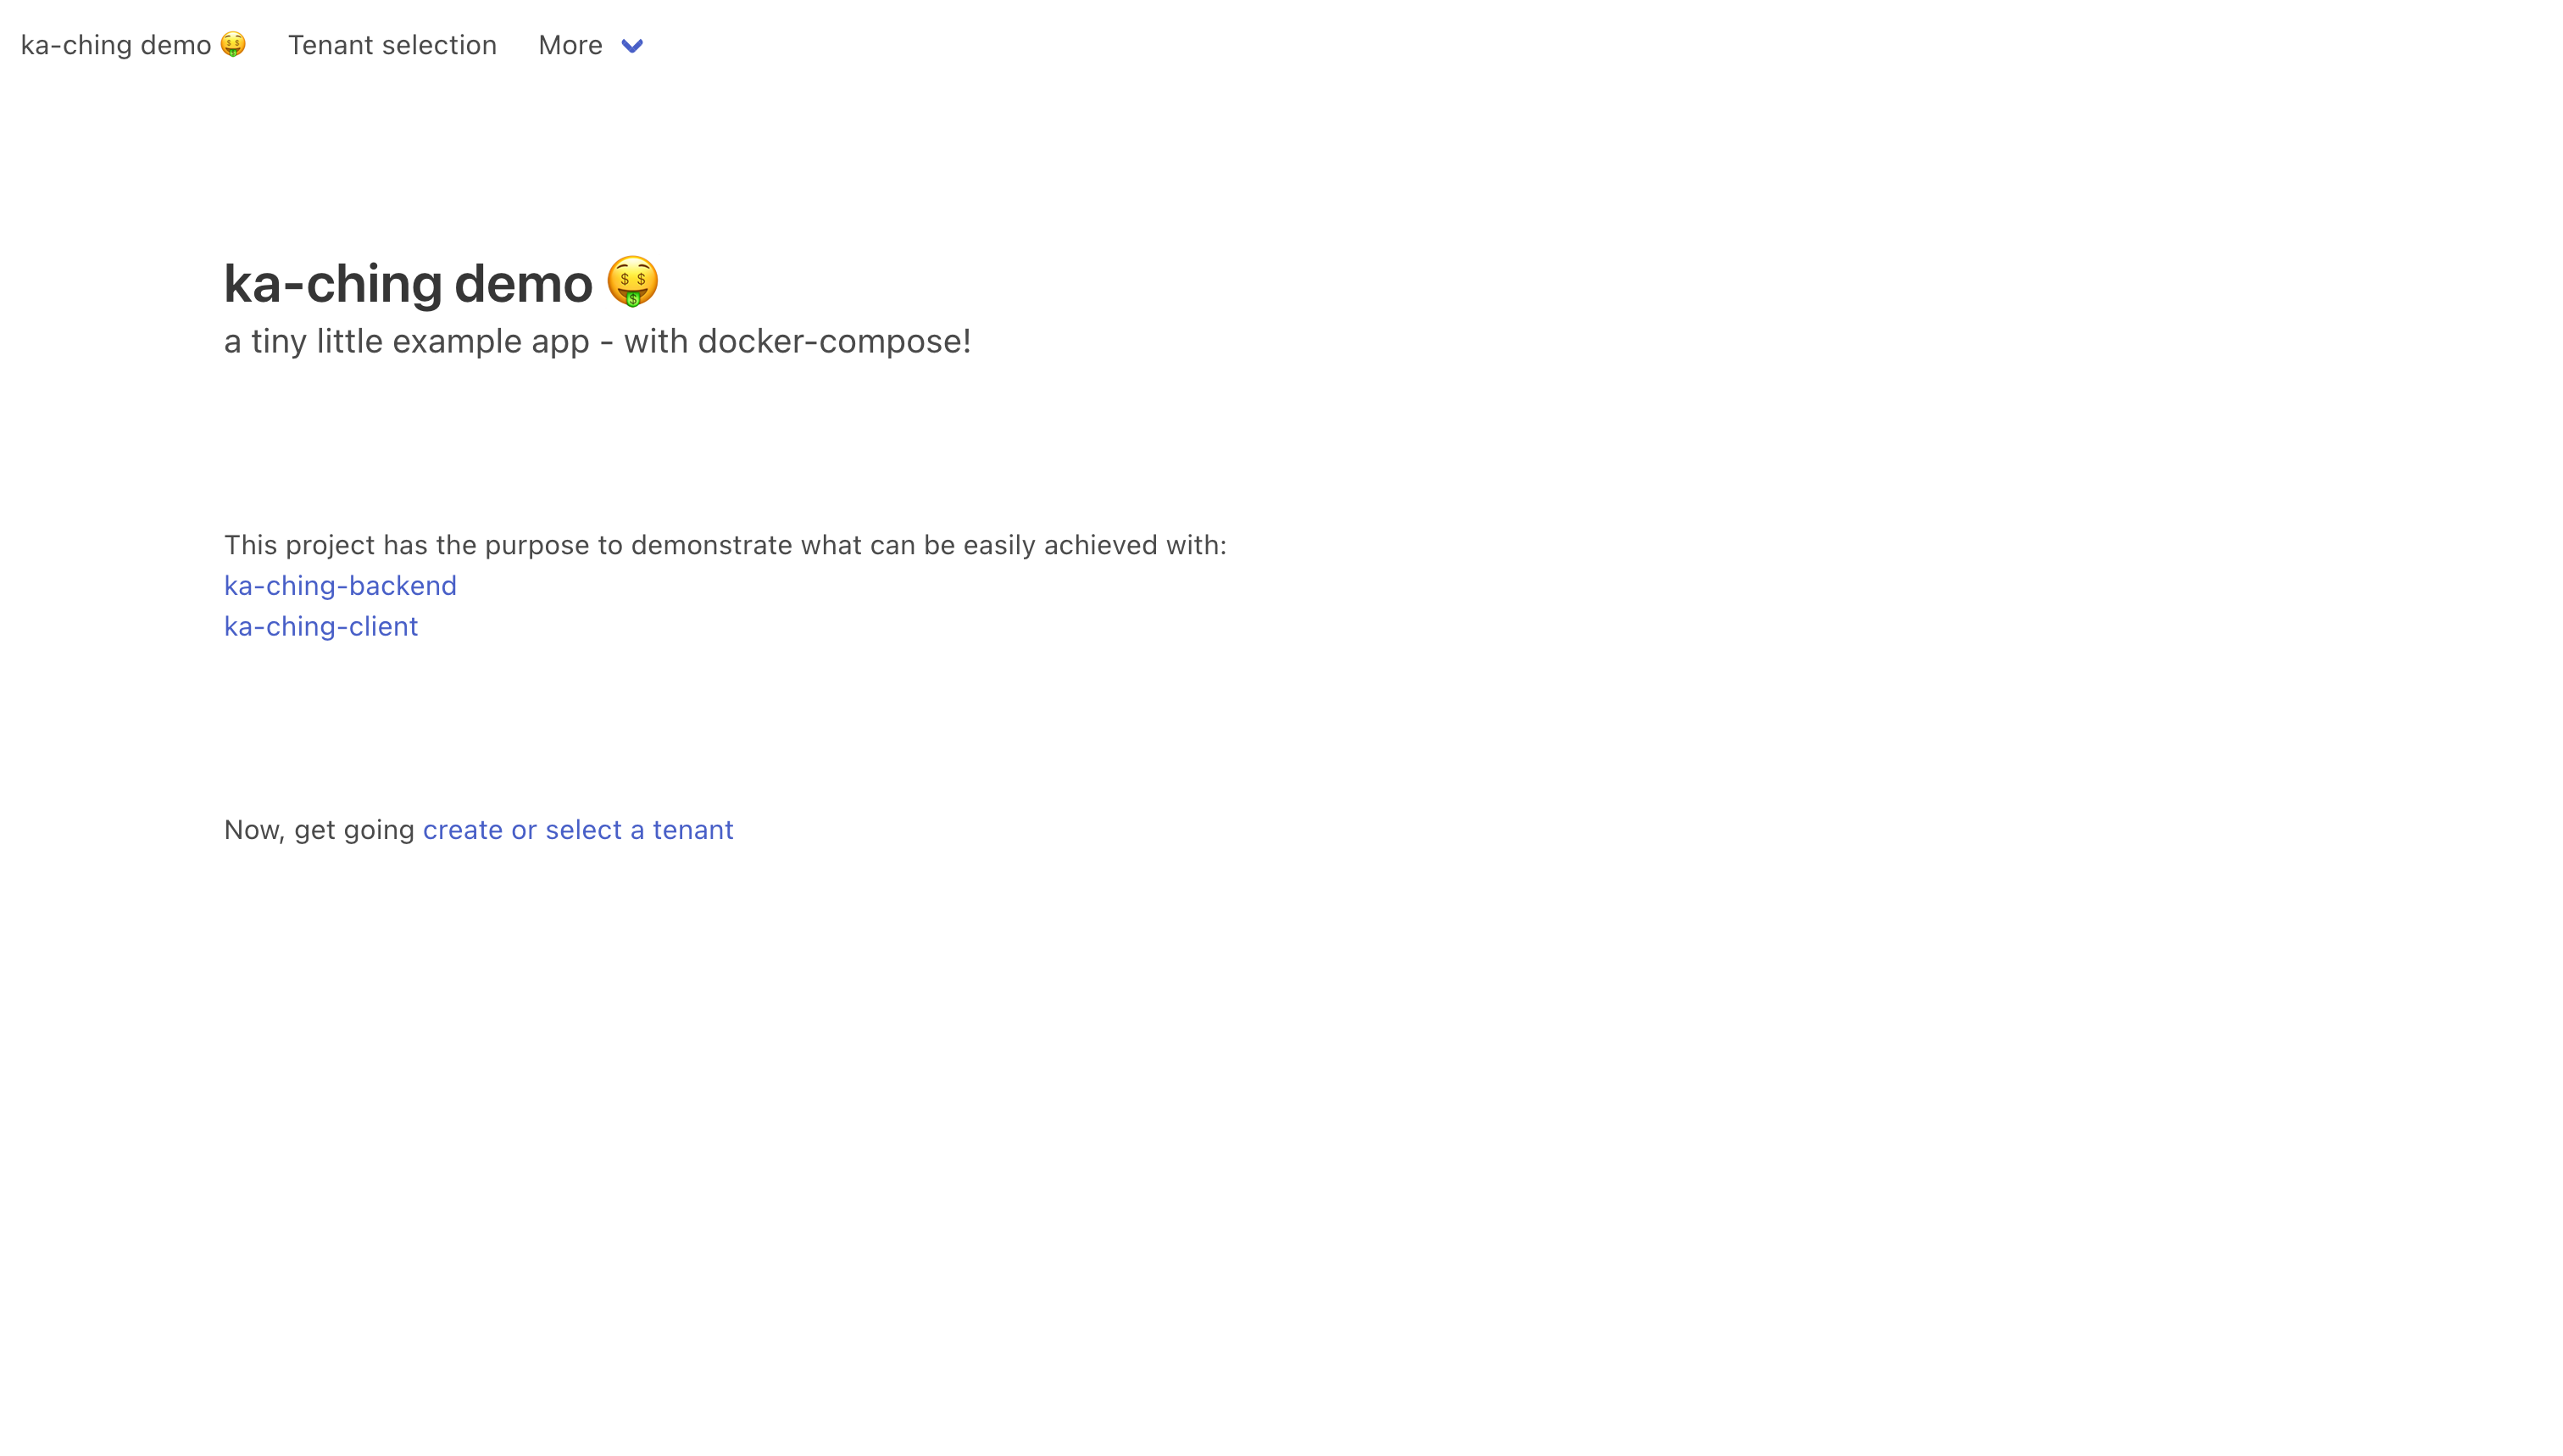 ka-ching demo 🤑 Tenant selection More
ka-ching demo 🤑
a tiny little example app - with docker-compose!
This project has the purpose to demonstrate what can be easily achieved with:
ka-ching-backend
ka-ching-client
Now, get going create or select a tenant